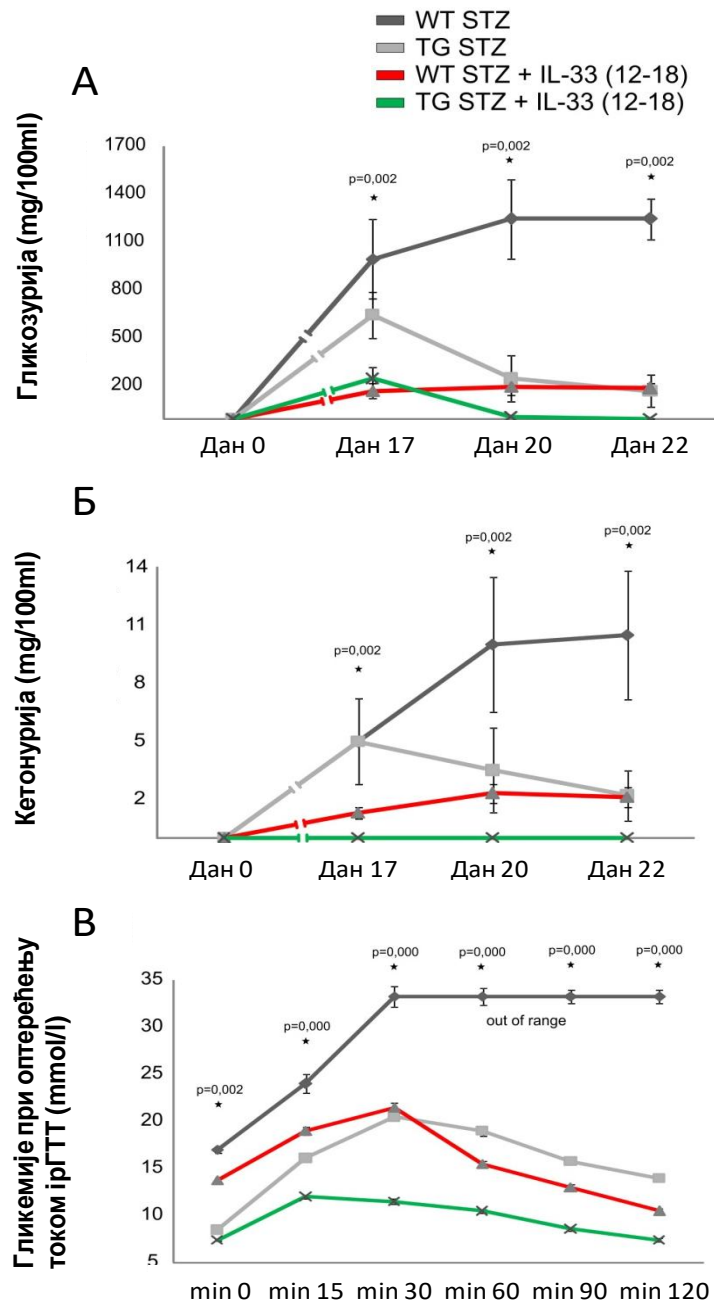 WT STZ
TG STZ
WT STZ + IL-33 (12-18)
TG STZ + IL-33 (12-18)
А
Гликозурија (mg/100ml)
1700
1400
1100
800
500
200
p=0,002
p=0,002
p=0,002
Дан 0 Дан 17 Дан 20 Дан 22
Б
Кетонурија (mg/100ml)
14
11
8
5
2
p=0,002
p=0,002
p=0,002
Дан 0 Дан 17 Дан 20 Дан 22
В
Гликемије при оптерећењу
током ipГТТ (mmol/l)
35
30
25
20
15
10
5
p=0,002
p=0,000
p=0,000
p=0,000
p=0,000
p=0,000
out of range
min 0 min 15 min 30 min 60 min 90 min 120